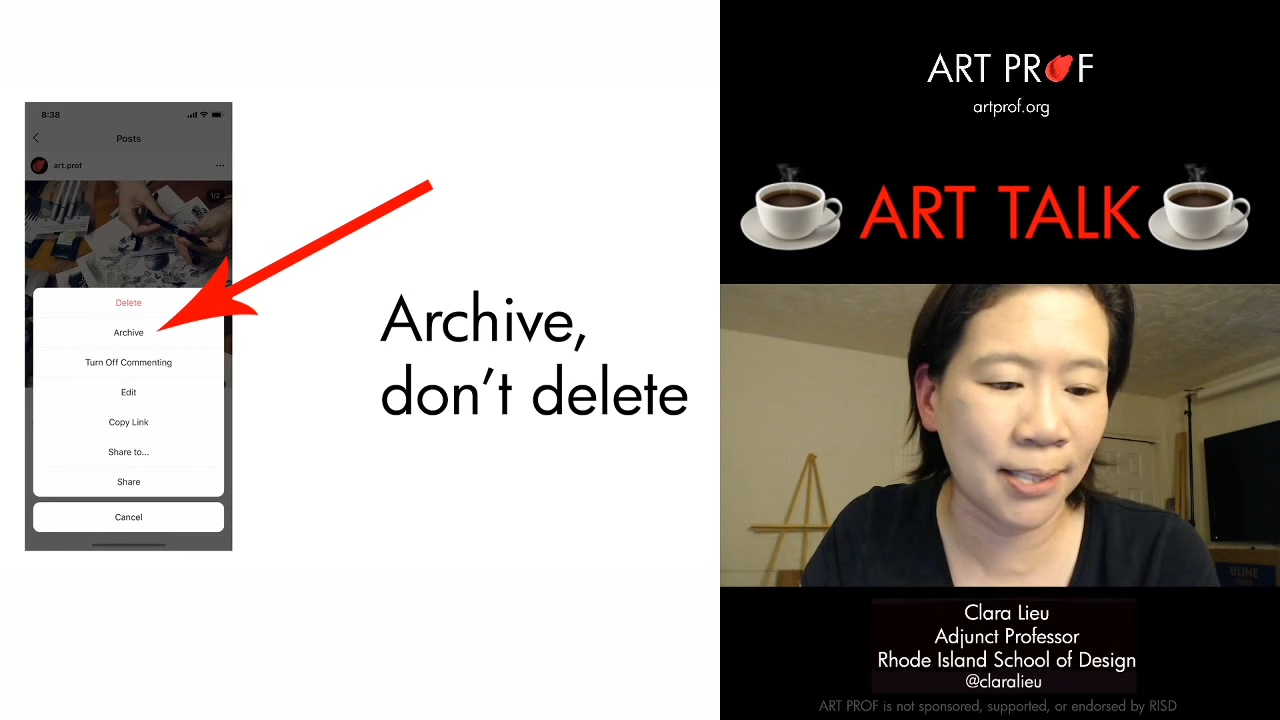 8:38
Posts
art.prof
1/2
Delete
Archive
Turn Off Commenting
Edit
Copy Link
Share to...
Share
Cancel
Archive,
don't delete
ART PROF
artprof.org
ART TALK
ULINE
Clara Lieu
Adjunct Professor
Rhode Island School of Design
@claralieu
ART PROF is not sponsored, supported, or endorsed by RISD